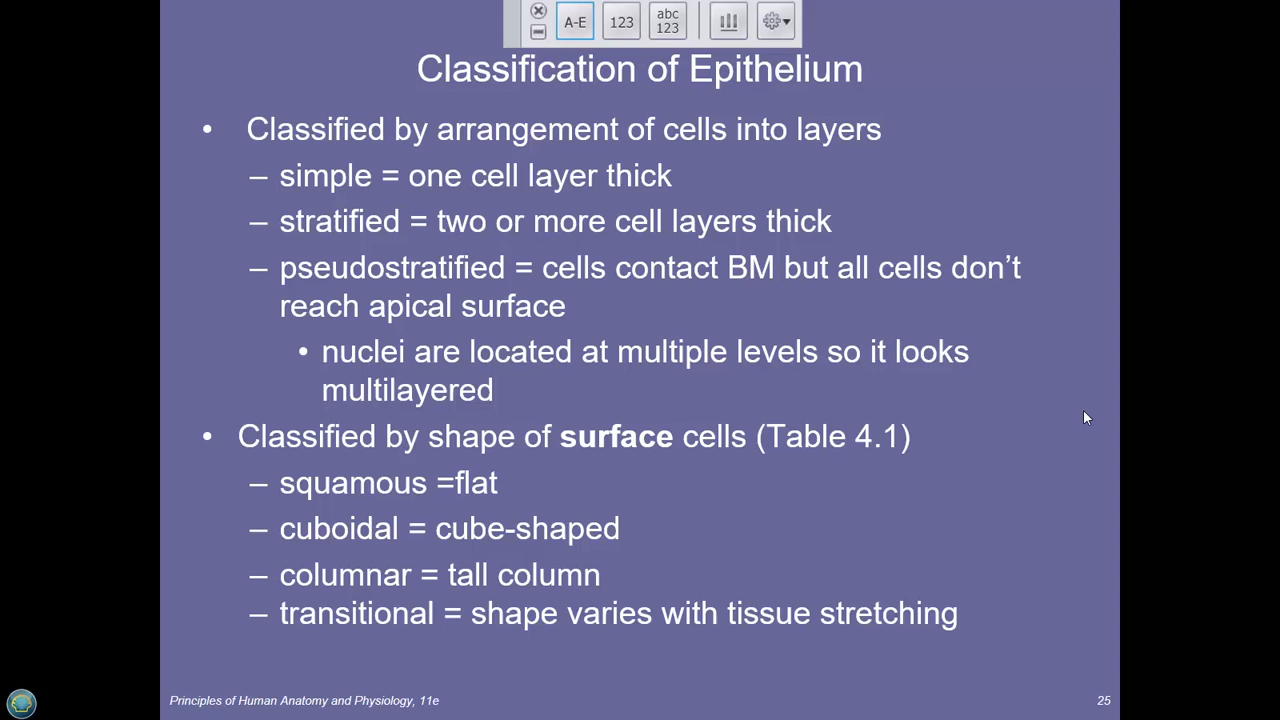 A-E
123
abc
123
Classification of Epithelium
• Classified by arrangement of cells into layers
– simple = one cell layer thick
– stratified = two or more cell layers thick
– pseudostratified = cells contact BM but all cells don’t
reach apical surface
• nuclei are located at multiple levels so it looks
multilayered
• Classified by shape of surface cells (Table 4.1)
– squamous =flat
– cuboidal = cube-shaped
– columnar = tall column
– transitional = shape varies with tissue stretching
Principles of Human Anatomy and Physiology, 11e
25